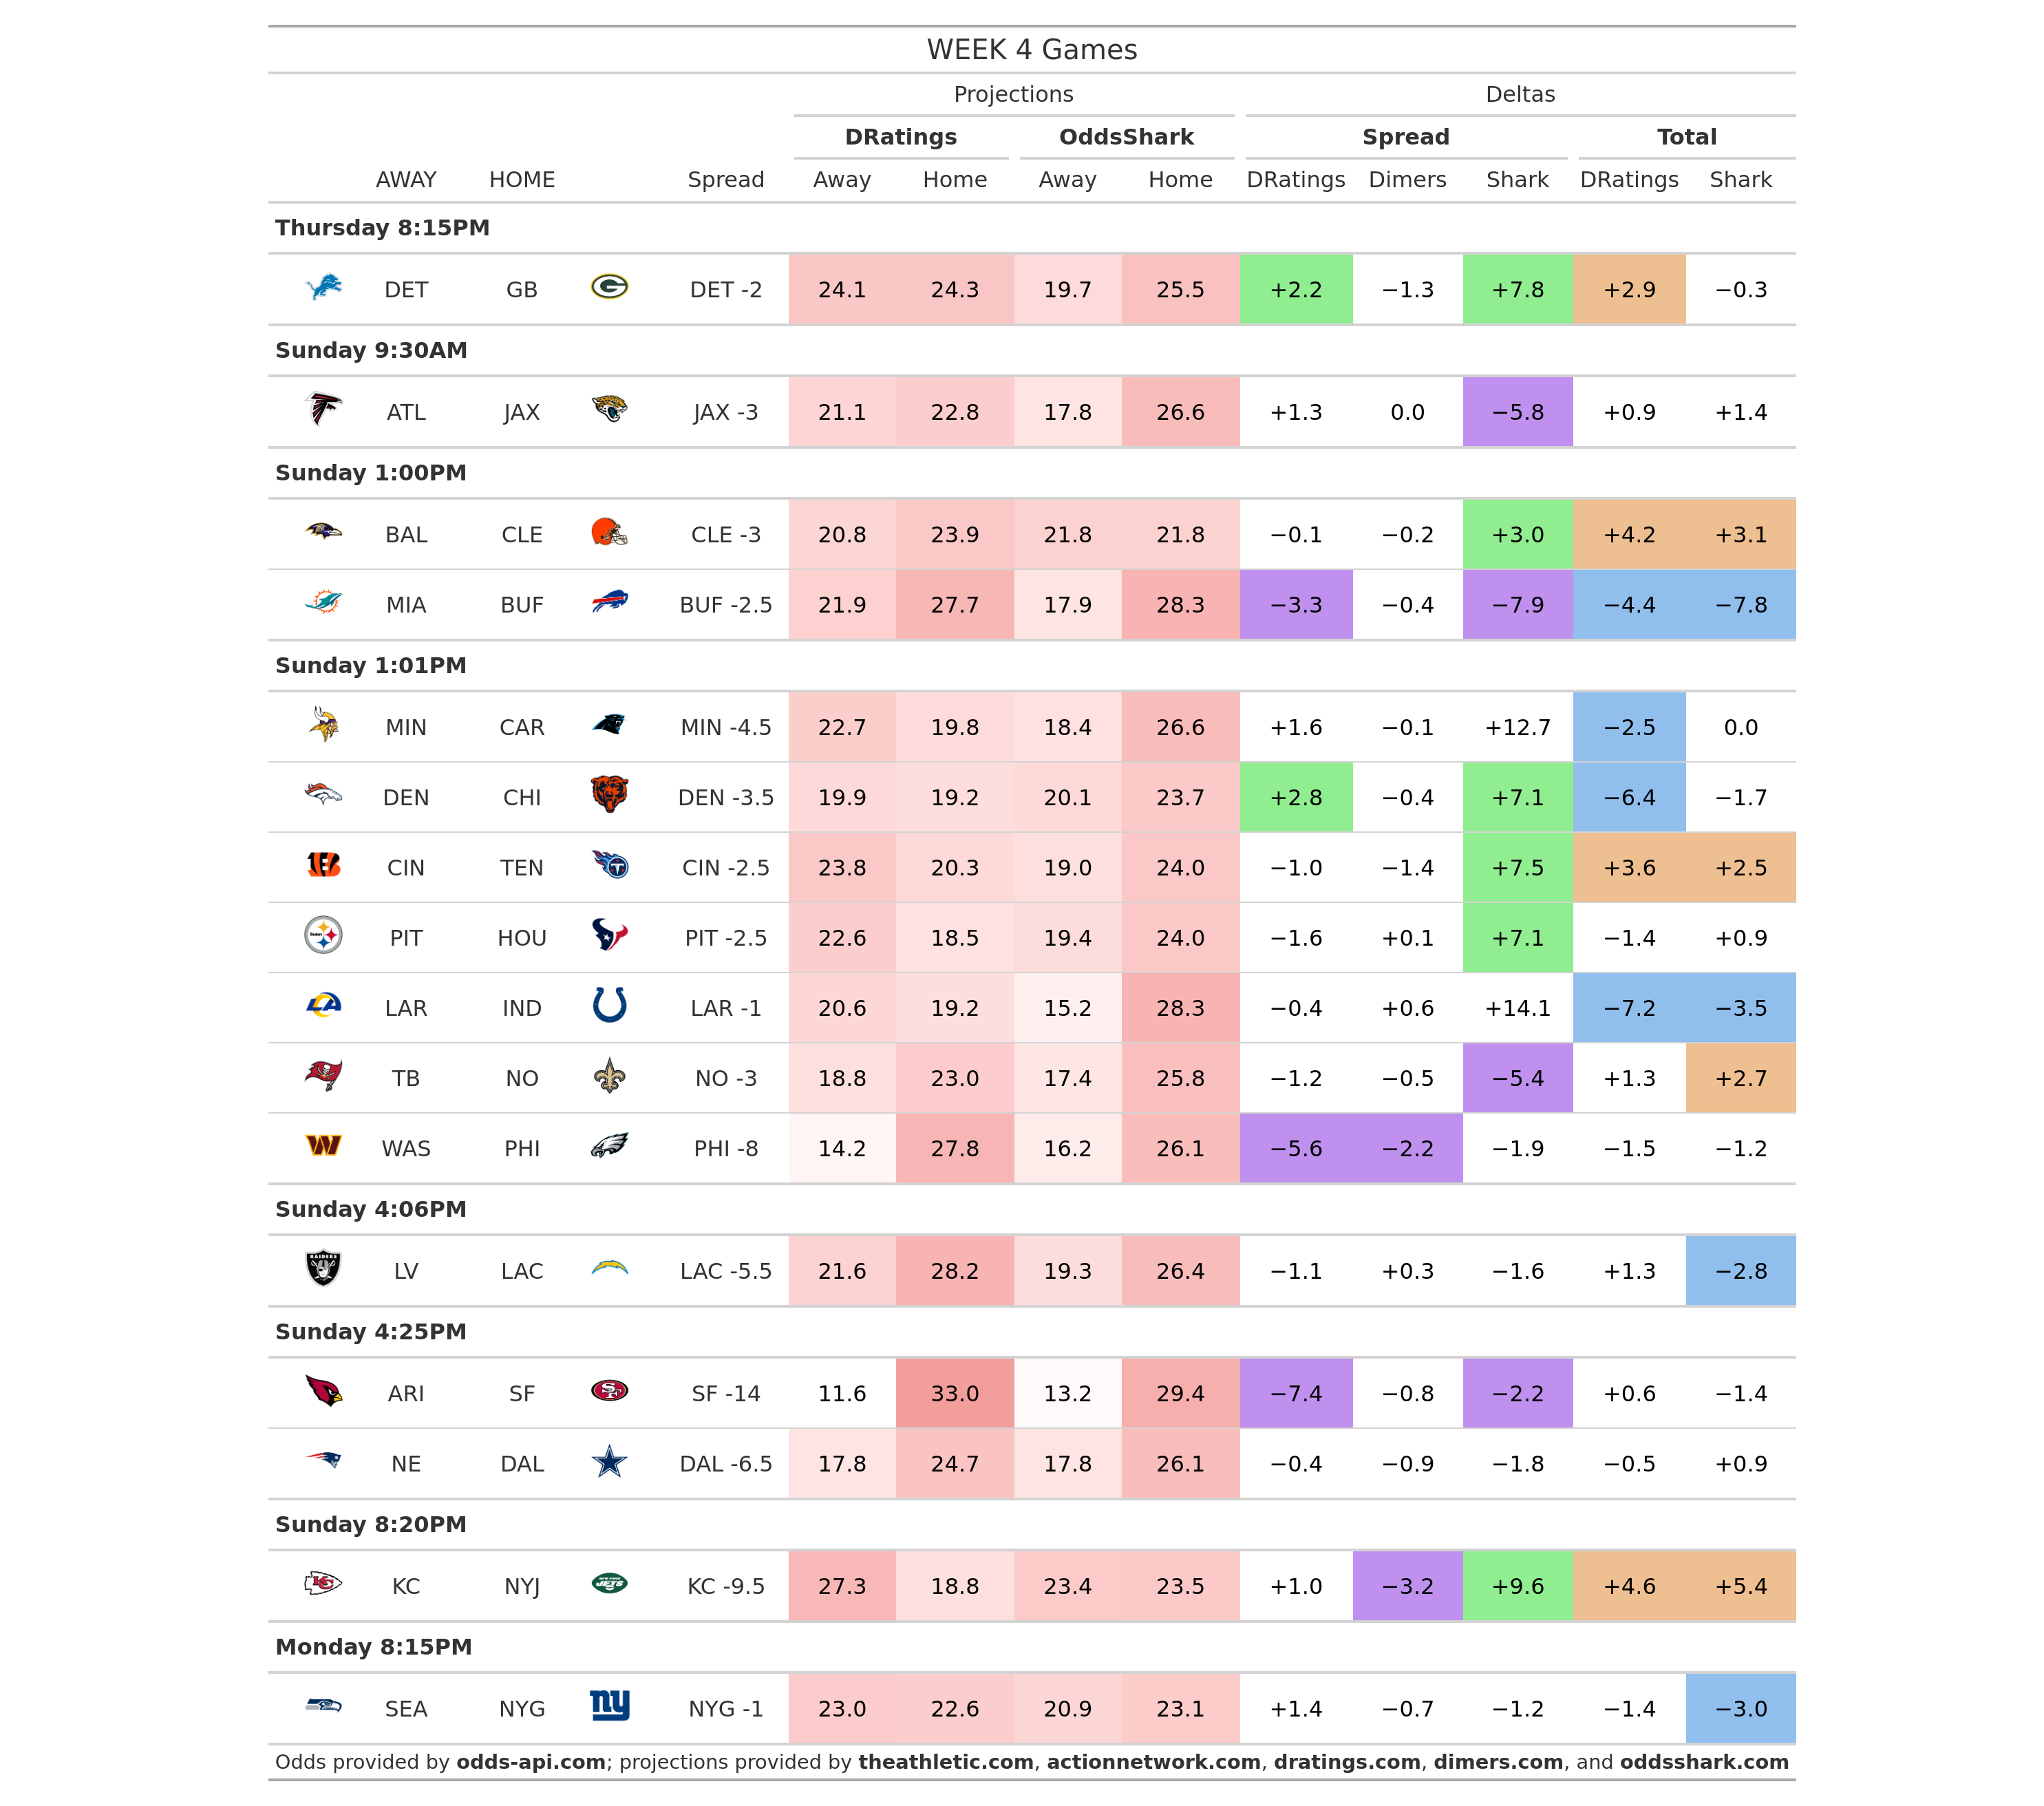 WEEK 4 Games
Projections Deltas
DRatings OddsShark Spread Total
AWAY HOME Spread Away Home Away Home DRatings Dimers Shark DRatings Shark
Thursday 8:15PM
DET GB DET -2 24.1 24.3 19.7 25.5 +2.2 −1.3 +7.8 +2.9 −0.3
Sunday 9:30AM
ATL JAX JAX -3 21.1 22.8 17.8 26.6 +1.3 0.0 −5.8 +0.9 +1.4
Sunday 1:00PM
BAL CLE CLE -3 20.8 23.9 21.8 21.8 −0.1 −0.2 +3.0 +4.2 +3.1
MIA BUF BUF -2.5 21.9 27.7 17.9 28.3 −3.3 −0.4 −7.9 −4.4 −7.8
Sunday 1:01PM
MIN CAR MIN -4.5 22.7 19.8 18.4 26.6 +1.6 −0.1 +12.7 −2.5 0.0
DEN CHI DEN -3.5 19.9 19.2 20.1 23.7 +2.8 −0.4 +7.1 −6.4 −1.7
CIN TEN CIN -2.5 23.8 20.3 19.0 24.0 −1.0 −1.4 +7.5 +3.6 +2.5
PIT HOU PIT -2.5 22.6 18.5 19.4 24.0 −1.6 +0.1 +7.1 −1.4 +0.9
LAR IND LAR -1 20.6 19.2 15.2 28.3 −0.4 +0.6 +14.1 −7.2 −3.5
TB NO NO -3 18.8 23.0 17.4 25.8 −1.2 −0.5 −5.4 +1.3 +2.7
WAS PHI PHI -8 14.2 27.8 16.2 26.1 −5.6 −2.2 −1.9 −1.5 −1.2
Sunday 4:06PM
LV LAC LAC -5.5 21.6 28.2 19.3 26.4 −1.1 +0.3 −1.6 +1.3 −2.8
Sunday 4:25PM
ARI SF SF -14 11.6 33.0 13.2 29.4 −7.4 −0.8 −2.2 +0.6 −1.4
NE DAL DAL -6.5 17.8 24.7 17.8 26.1 −0.4 −0.9 −1.8 −0.5 +0.9
Sunday 8:20PM
KC NYJ KC -9.5 27.3 18.8 23.4 23.5 +1.0 −3.2 +9.6 +4.6 +5.4
Monday 8:15PM
SEA NYG NYG -1 23.0 22.6 20.9 23.1 +1.4 −0.7 −1.2 −1.4 −3.0
Odds provided by odds-api.com; projections provided by theathletic.com, actionnetwork.com, dratings.com, dimers.com, and oddsshark.com